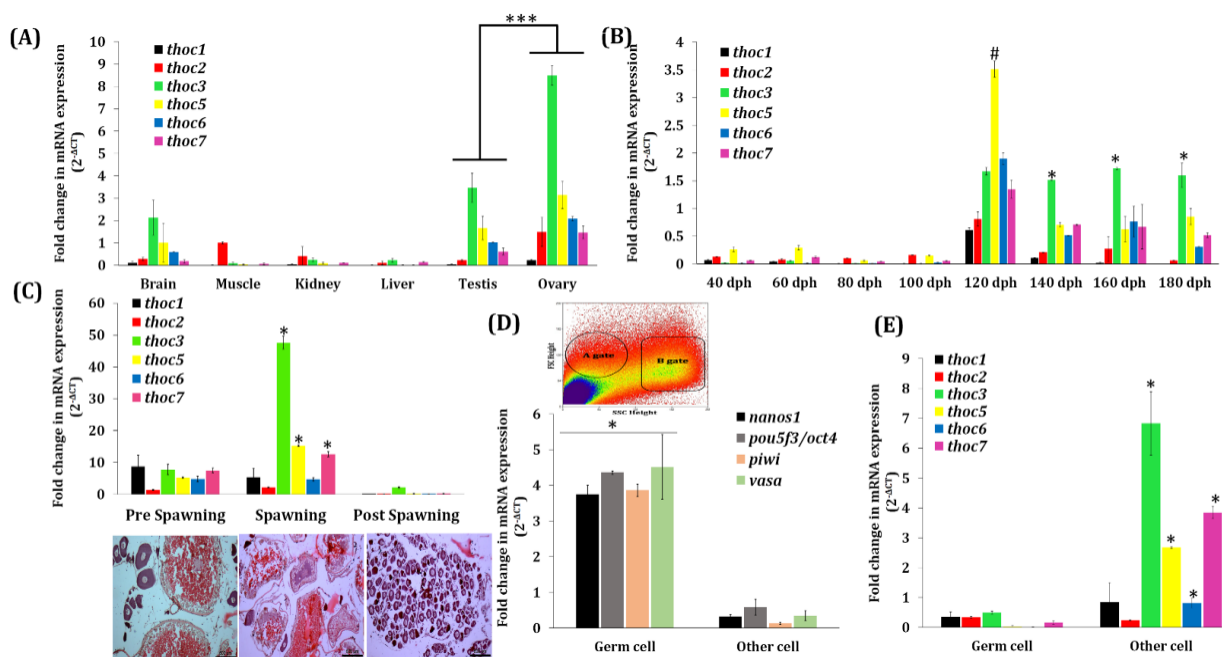 (A)
Fold change in mRNA expression
(2-ΔCT)
10
9
8
7
6
5
4
3
2
1
0
thoc1
thoc2
thoc3
thoc5
thoc6
thoc7
***
Brain Muscle Kidney Liver Testis Ovary
(B)
Fold change in mRNA expression
(2-ΔCT)
4
3.5
3
2.5
2
1.5
1
0.5
0
thoc1
thoc2
thoc3
thoc5
thoc6
thoc7
#
*
*
*
40 dph 60 dph 80 dph 100 dph 120 dph 140 dph 160 dph 180 dph
(C)
Fold change in mRNA expression
(2-ΔCT)
60
50
40
30
20
10
0
thoc1
thoc2
thoc3
thoc5
thoc6
thoc7
*
*
*
Pre Spawning Spawning Post Spawning
(D)
A gate
B gate
SSC Height
Fold change in mRNA expression
(2-ΔCT)
6
5
4
3
2
1
0
*
nanos1
pou5f3/oct4
piwi
vasa
Germ cell Other cell
(E)
Fold change in mRNA expression
(2-ΔCT)
9
8
7
6
5
4
3
2
1
0
thoc1
thoc2
thoc3
thoc5
thoc6
thoc7
*
*
*
*
Germ cell Other cell